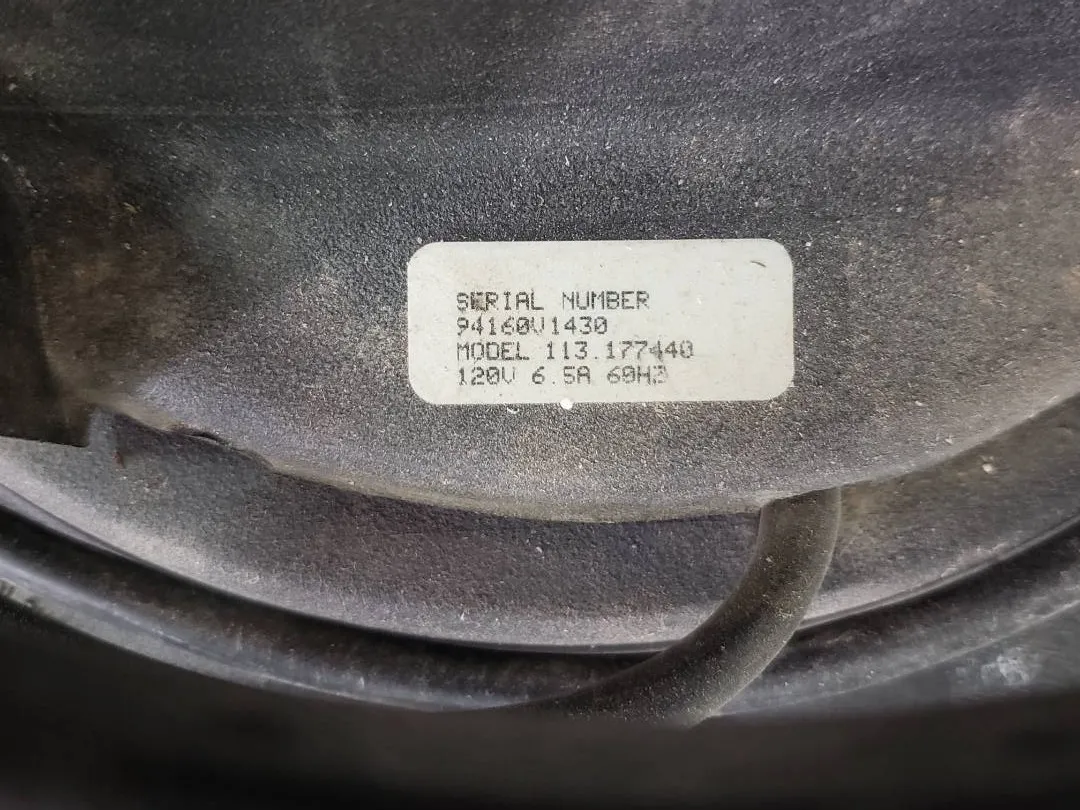 SERIAL NUMBER
94160V1430
MODEL 113.177440
120V 6.5A 60HZ